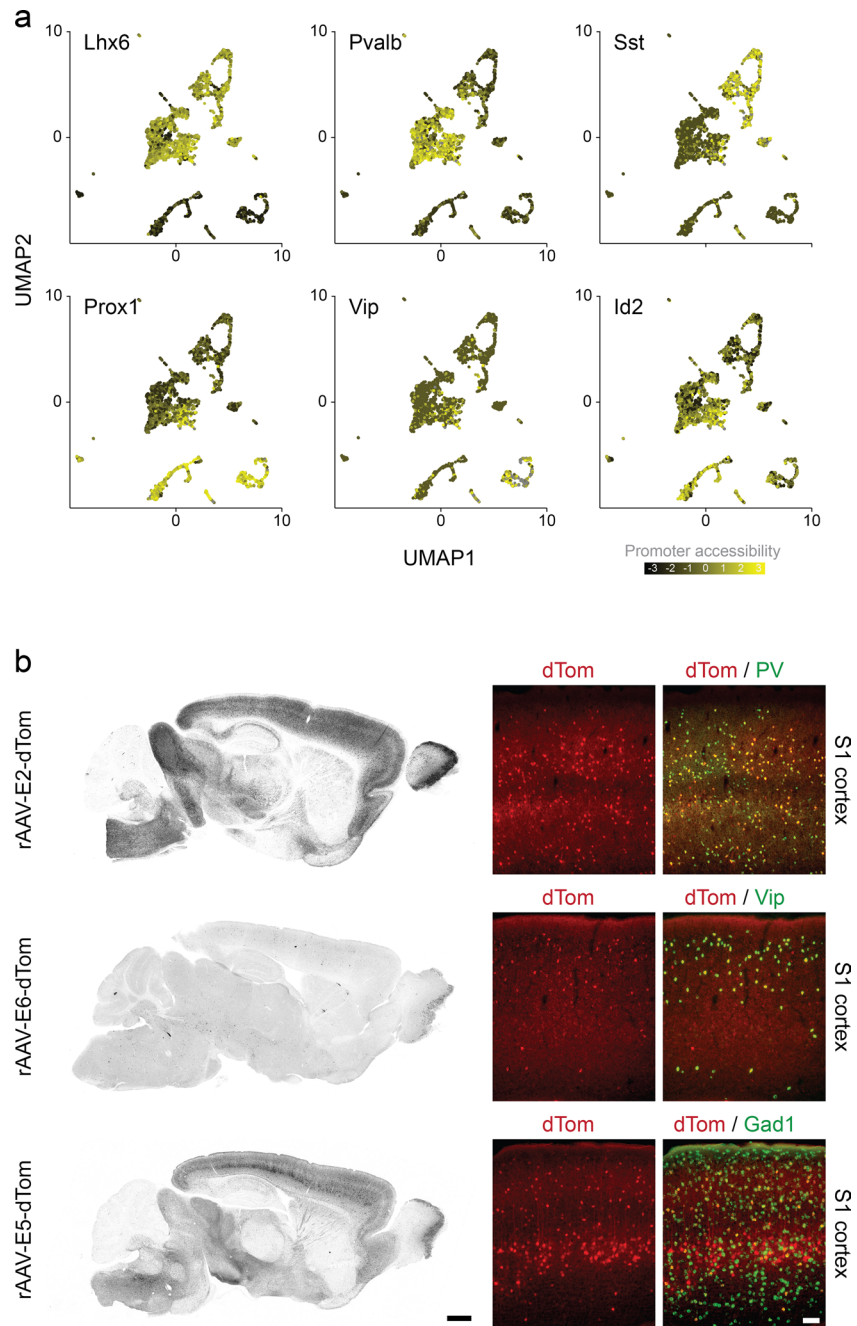 a
Lhx6
Pvalb
Sst
10
0
0
10
0
10
0
10
UMAP2
Prox1
Vip
Id2
10
0
0
10
0
10
0
10
UMAP1
Promoter accessibility
-3 -2 -1 0 1 2 3
b
dTom
dTom / PV
rAAV-E2-dTom
S1 cortex
dTom
dTom / Vip
rAAV-E6-dTom
S1 cortex
dTom
dTom / Gad1
rAAV-E5-dTom
S1 cortex